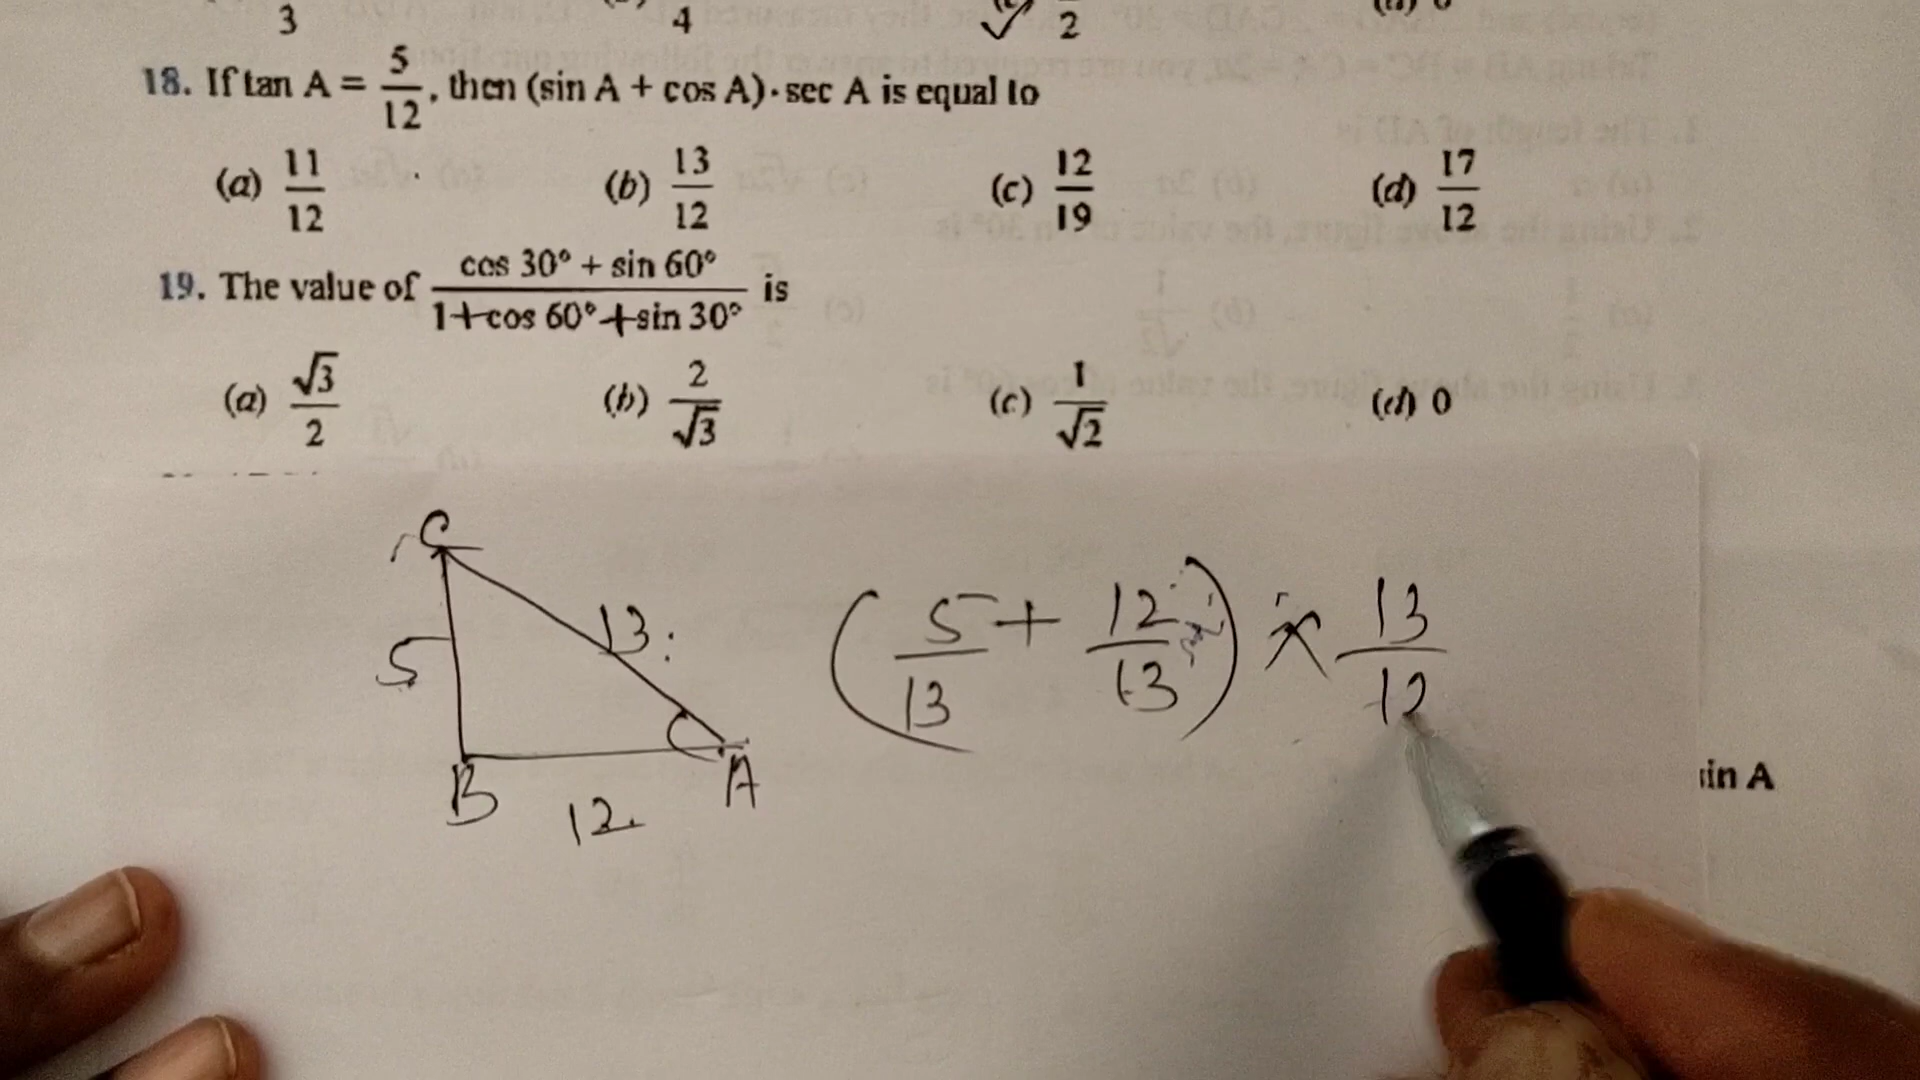 3 4 2
18. If tan A = 5/12, then (sin A + cos A)·sec A is equal to
(a) 11/12 (b) 13/12 (c) 12/19 (d) 17/12
19. The value of (cos 30° + sin 60°)/(1+cos 60°+sin 30°) is
(a) √3/2 (b) 2/√3 (c) 1/√2 (d) 0
C
5 13
B 12 A
(5/13 + 12/13) × 13/12
in A